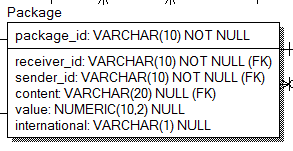 Package
package_id: VARCHAR(10) NOT NULL
receiver_id: VARCHAR(10) NOT NULL (FK)
sender_id: VARCHAR(10) NOT NULL (FK)
content: VARCHAR(20) NULL (FK)
value: NUMERIC(10,2) NULL
international: VARCHAR(1) NULL